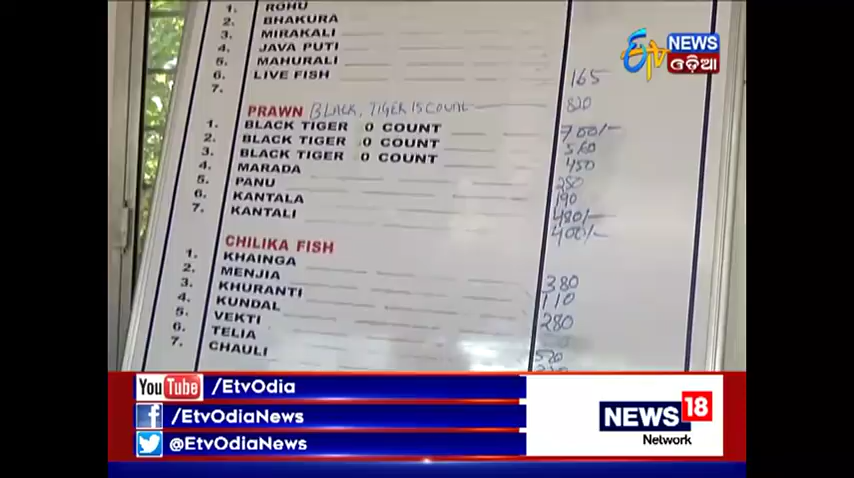 1. ROHU
2. BHAKURA
3. MIRAKALI
4. JAVA PUTI
5. MAHURALI
6. LIVE FISH 165
7.
PRAWN BLACK, TIGER 15 COUNT 820
1. BLACK TIGER 0 COUNT 700/-
2. BLACK TIGER 0 COUNT 560
3. BLACK TIGER 0 COUNT 450
4. MARADA 250
5. PANU 190
6. KANTALA 480/-
7. KANTALI 400/-
CHILIKA FISH
1. KHAINGA 380
2. MENJIA 110
3. KHURANTI 280
4. KUNDAL
5. VEKTI 520
6. TELIA
7. CHAULI
ETV NEWS
ଓଡ଼ିଆ
YouTube /EtvOdia
f /EtvOdiaNews
@EtvOdiaNews
NEWS 18
Network